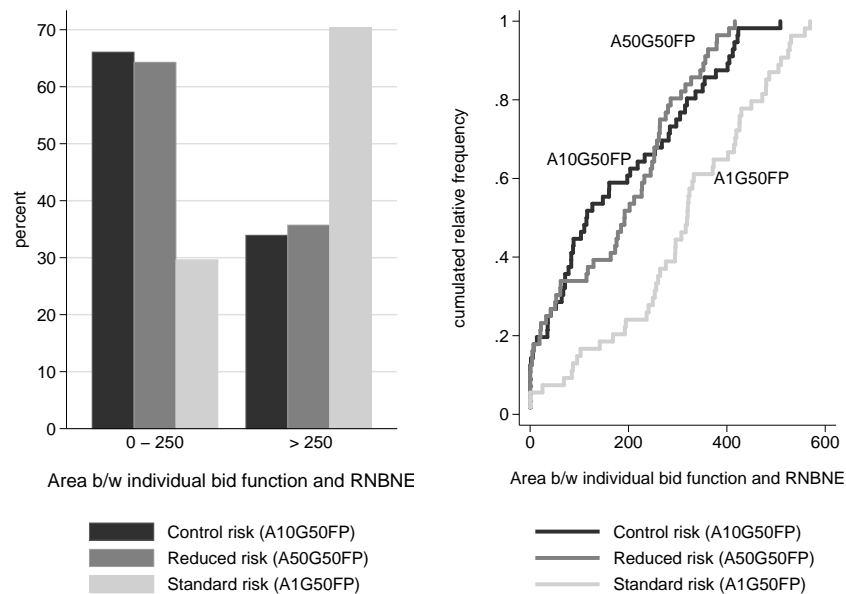 70
60
50
40
30
20
10
0
percent
0 – 250
> 250
Area b/w individual bid function and RNBNE
Control risk (A10G50FP)
Reduced risk (A50G50FP)
Standard risk (A1G50FP)
1
.8
.6
.4
.2
0
cumulated relative frequency
A50G50FP
A10G50FP
A1G50FP
0
200
400
600
Area b/w individual bid function and RNBNE
Control risk (A10G50FP)
Reduced risk (A50G50FP)
Standard risk (A1G50FP)